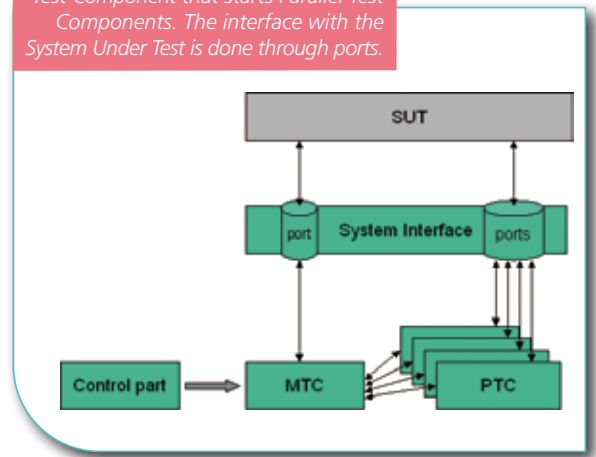 Test Component that starts Parallel Test
Components. The interface with the
System Under Test is done through ports.
SUT
port
System Interface
ports
Control part
MTC
PTC